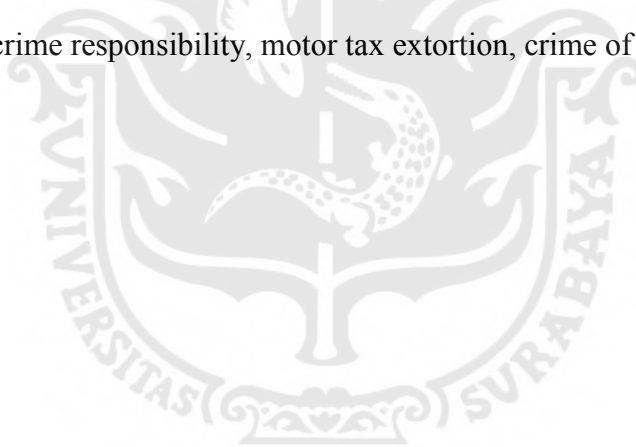 crime responsibility, motor tax extortion, crime of
UNIVERSITAS SURABAYA